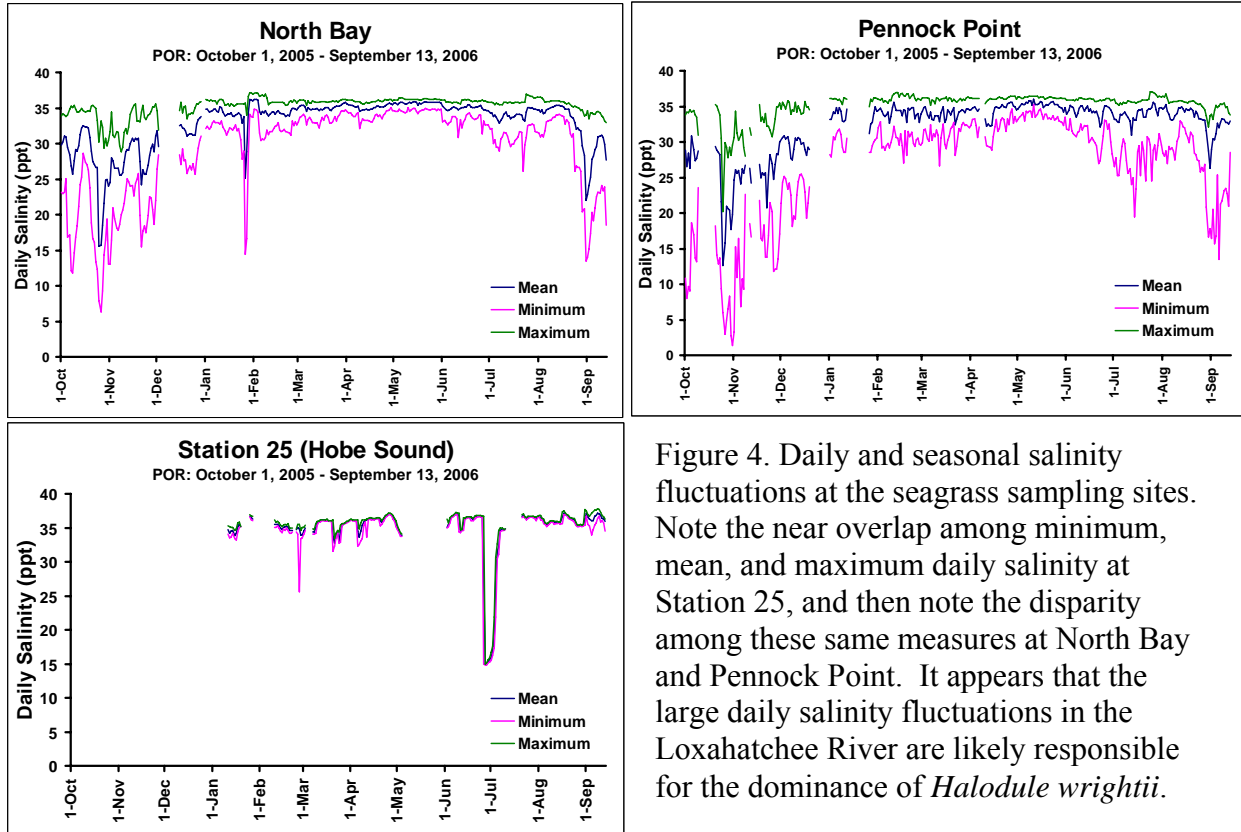 North Bay
POR: October 1, 2005 - September 13, 2006
Daily Salinity (ppt)
40
35
30
25
20
15
10
5
0
Mean
Minimum
Maximum
1-Oct
1-Nov
1-Dec
1-Jan
1-Feb
1-Mar
1-Apr
1-May
1-Jun
1-Jul
1-Aug
1-Sep
Pennock Point
POR: October 1, 2005 - September 13, 2006
Daily Salinity (ppt)
40
35
30
25
20
15
10
5
0
Mean
Minimum
Maximum
1-Oct
1-Nov
1-Dec
1-Jan
1-Feb
1-Mar
1-Apr
1-May
1-Jun
1-Jul
1-Aug
1-Sep
Station 25 (Hobe Sound)
POR: October 1, 2005 - September 13, 2006
Daily Salinity (ppt)
40
35
30
25
20
15
10
5
0
Mean
Minimum
Maximum
1-Oct
1-Nov
1-Dec
1-Jan
1-Feb
1-Mar
1-Apr
1-May
1-Jun
1-Jul
1-Aug
1-Sep
Figure 4. Daily and seasonal salinity
fluctuations at the seagrass sampling sites.
Note the near overlap among minimum,
mean, and maximum daily salinity at
Station 25, and then note the disparity
among these same measures at North Bay
and Pennock Point. It appears that the
large daily salinity fluctuations in the
Loxahatchee River are likely responsible
for the dominance of Halodule wrightii.